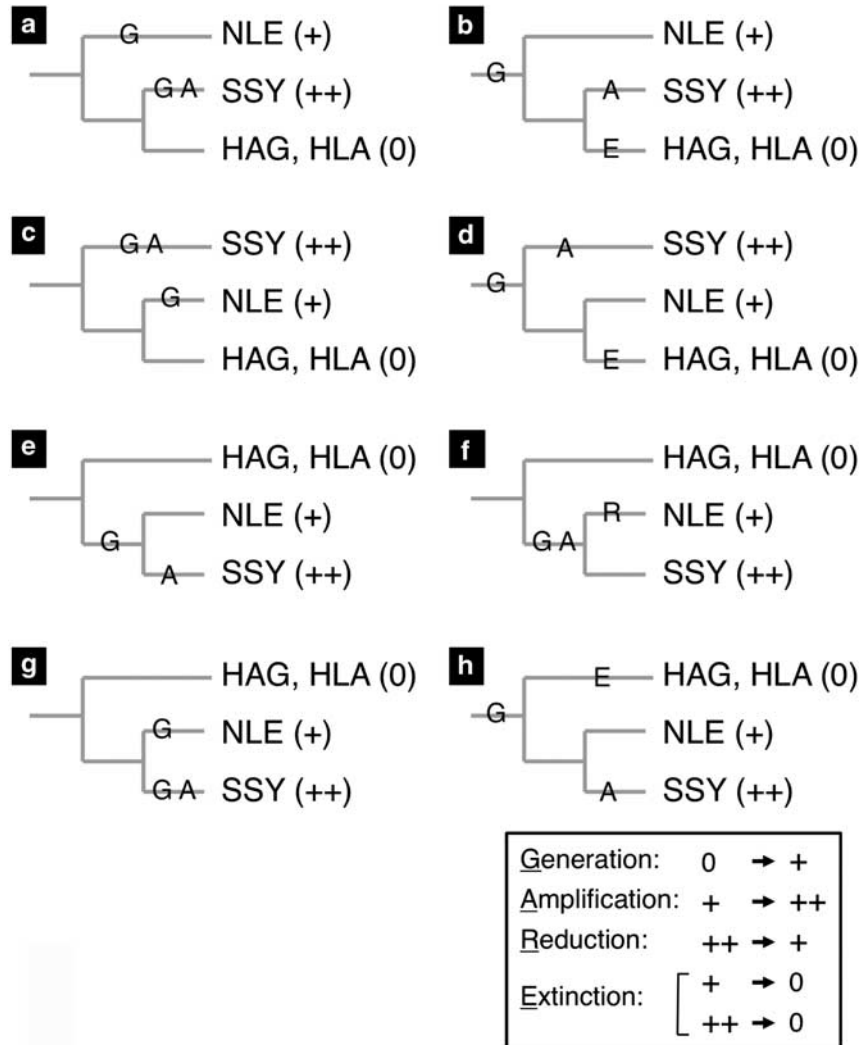 a
G NLE (+)
G A SSY (++)
HAG, HLA (0)
b
NLE (+)
G
A SSY (++)
E HAG, HLA (0)
c
G A SSY (++)
G NLE (+)
HAG, HLA (0)
d
A SSY (++)
G
NLE (+)
E HAG, HLA (0)
e
HAG, HLA (0)
NLE (+)
G
A SSY (++)
f
HAG, HLA (0)
R NLE (+)
G A
SSY (++)
g
HAG, HLA (0)
G NLE (+)
G A SSY (++)
h
E HAG, HLA (0)
G
NLE (+)
A SSY (++)
Generation: 0 → +
Amplification: + → ++
Reduction: ++ → +
Extinction: + → 0
++ → 0